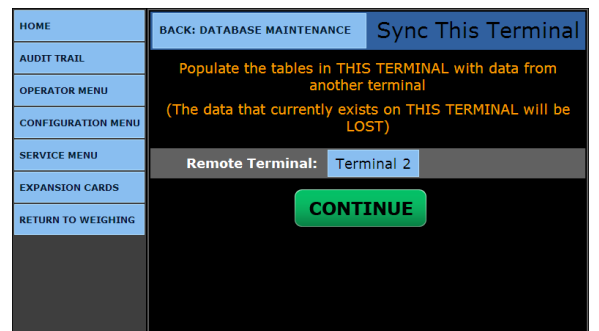 HOME
AUDIT TRAIL
OPERATOR MENU
CONFIGURATION MENU
SERVICE MENU
EXPANSION CARDS
RETURN TO WEIGHING
BACK: DATABASE MAINTENANCE
Sync This Terminal
Populate the tables in THIS TERMINAL with data from
another terminal
(The data that currently exists on THIS TERMINAL will be
LOST)
Remote Terminal: Terminal 2
CONTINUE